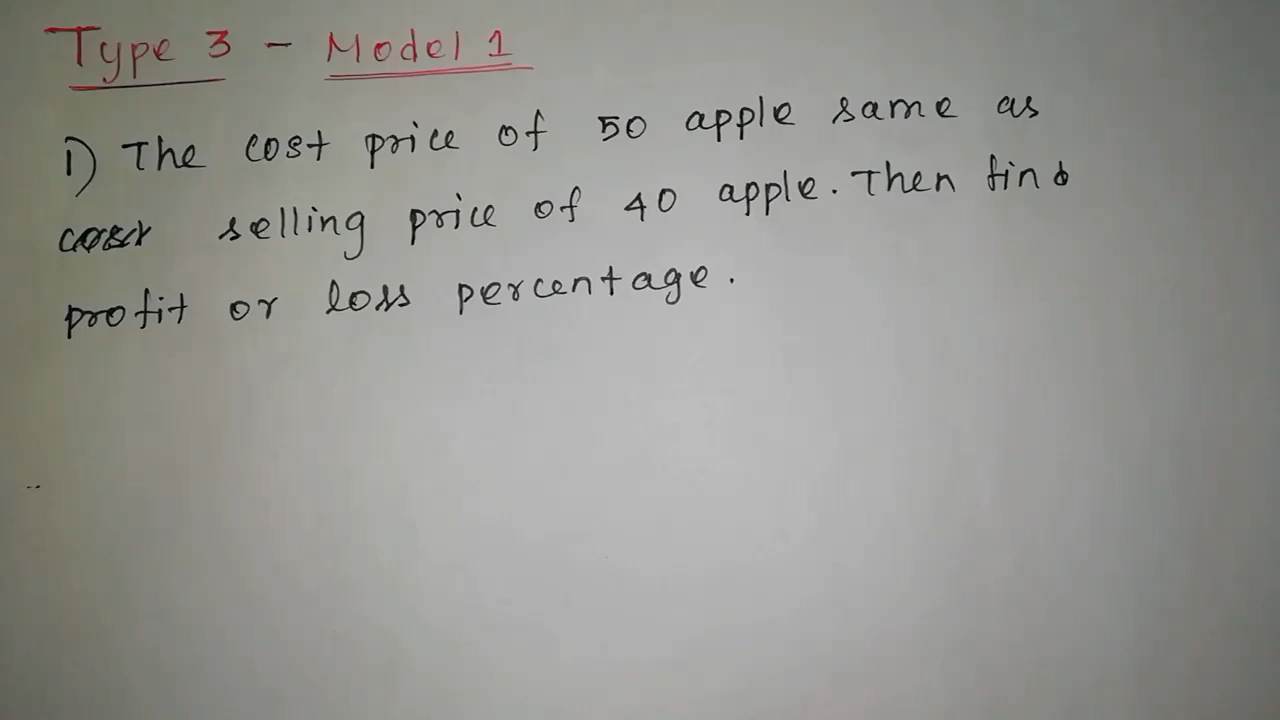 Type 3 - Model 1
1) The cost price of 50 apple same as
selling price of 40 apple. Then find
profit or loss percentage.